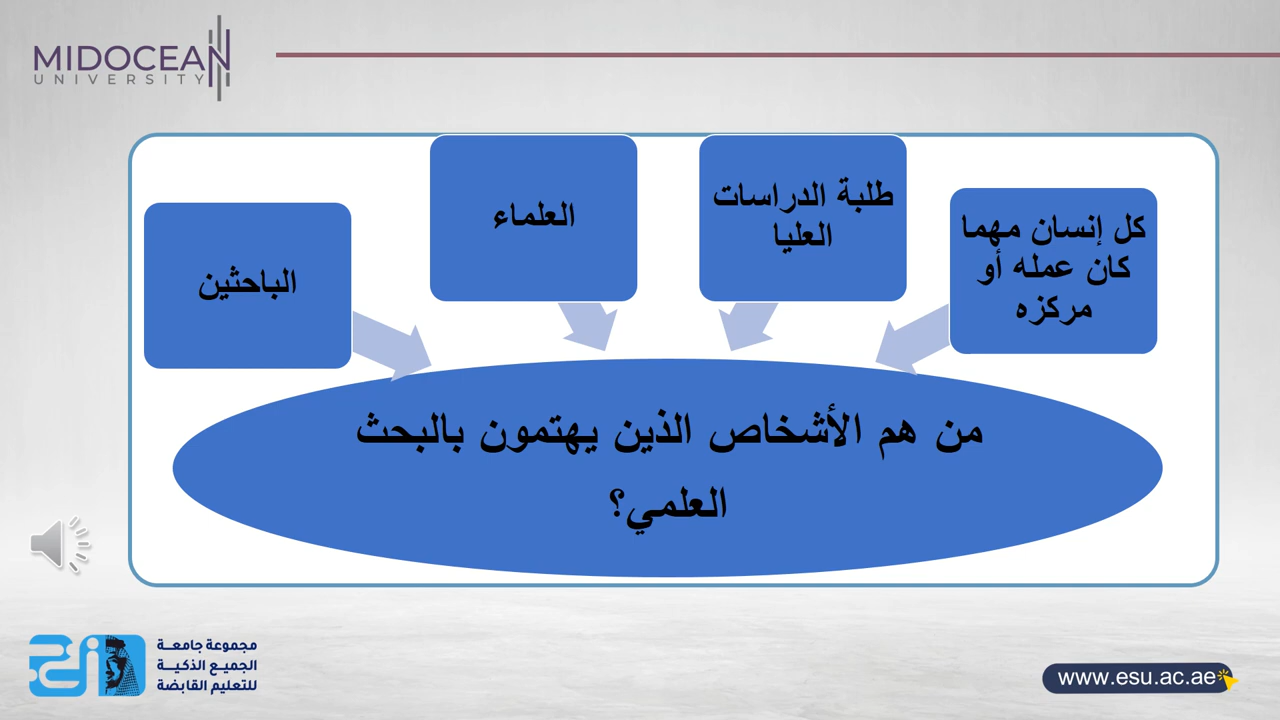 MIDOCEAN
UNIVERSITY
كل إنسان مهما
كان عمله أو
مركزه
طلبة الدراسات
العليا
العلماء
الباحثين
من هم الأشخاص الذين يهتمون بالبحث
العلمي؟
مجموعة جامعة
الجميع الذكية
للتعليم القابضة
www.esu.ac.ae